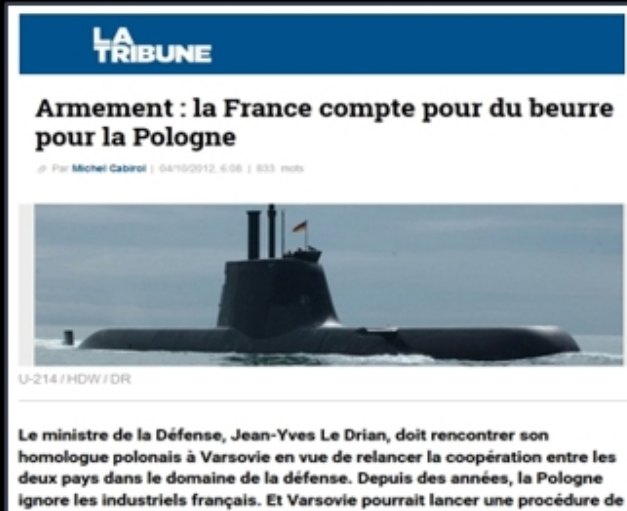 LA
TRIBUNE
Armement : la France compte pour du beurre
pour la Pologne
Par Michel Cabirol | 04/10/2012, 6:08 | 833 mots
U-214 / HDW / DR
Le ministre de la Défense, Jean-Yves Le Drian, doit rencontrer son
homologue polonais à Varsovie en vue de relancer la coopération entre les
deux pays dans le domaine de la défense. Depuis des années, la Pologne
ignore les industriels français. Et Varsovie pourrait lancer une procédure de